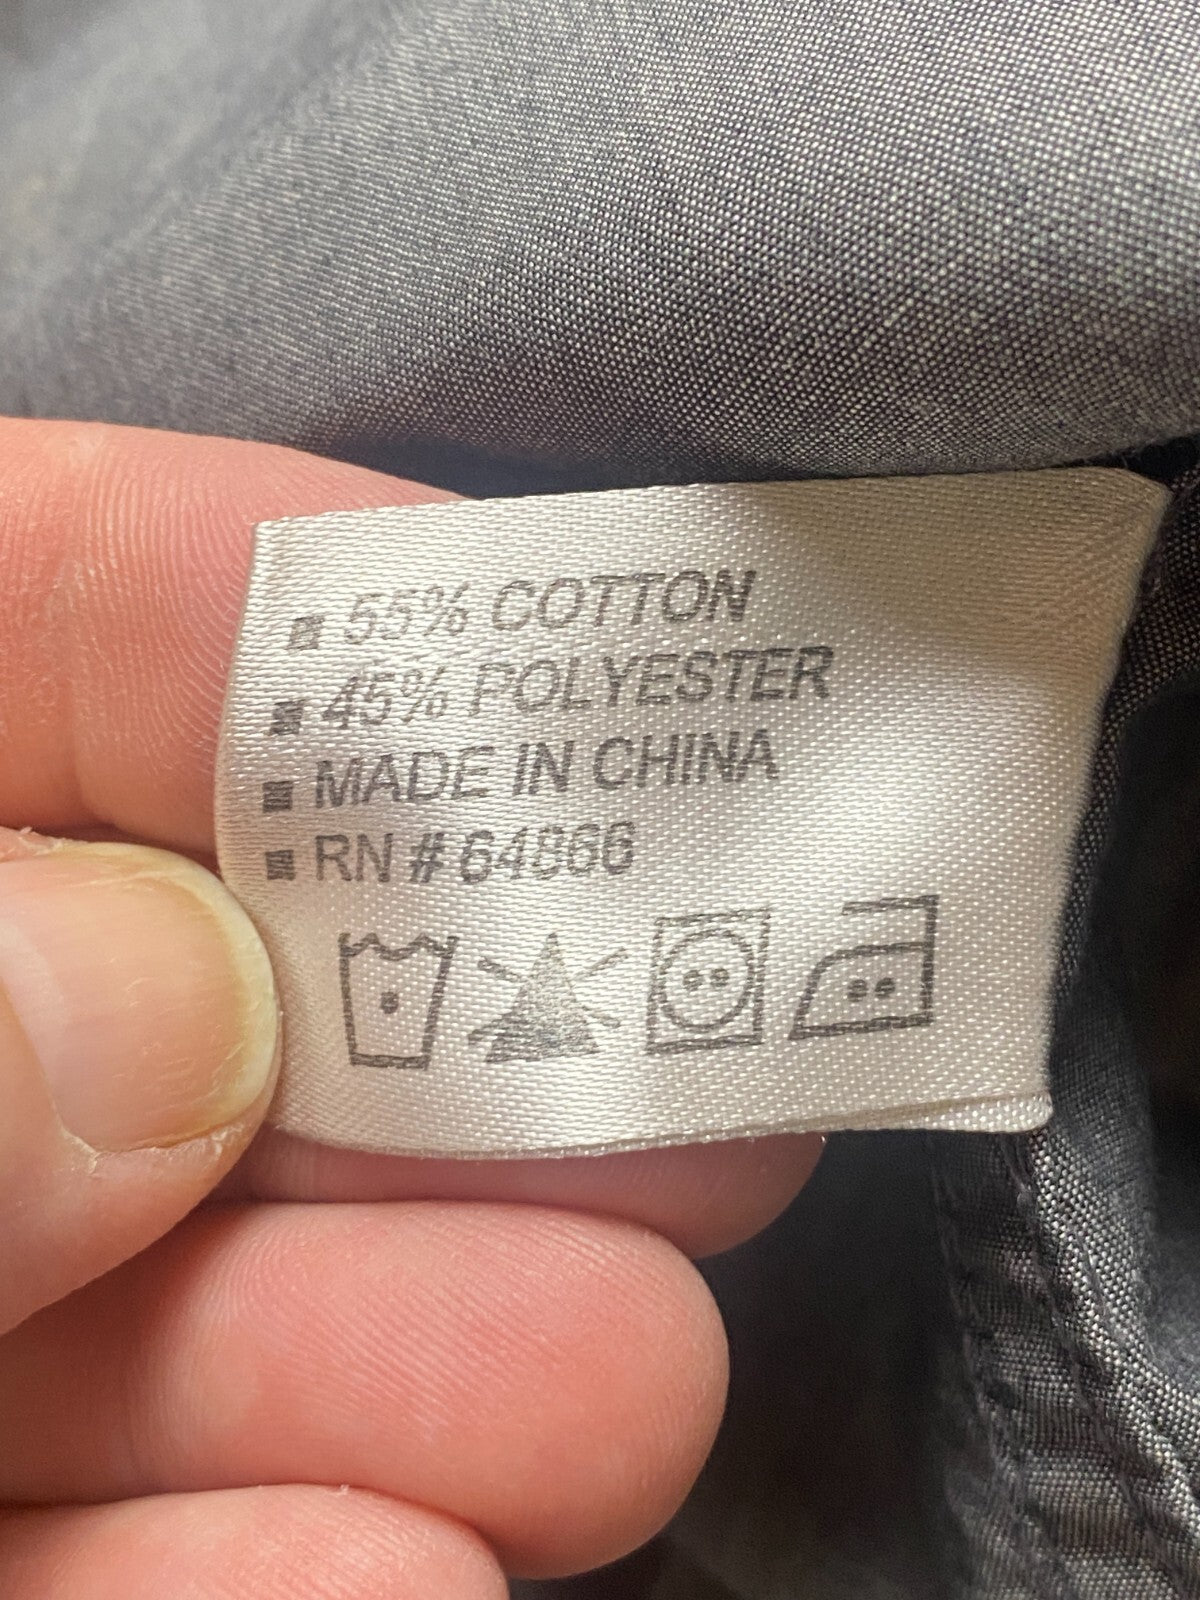 55% COTTON
45% POLYESTER
MADE IN CHINA
RN # 64866